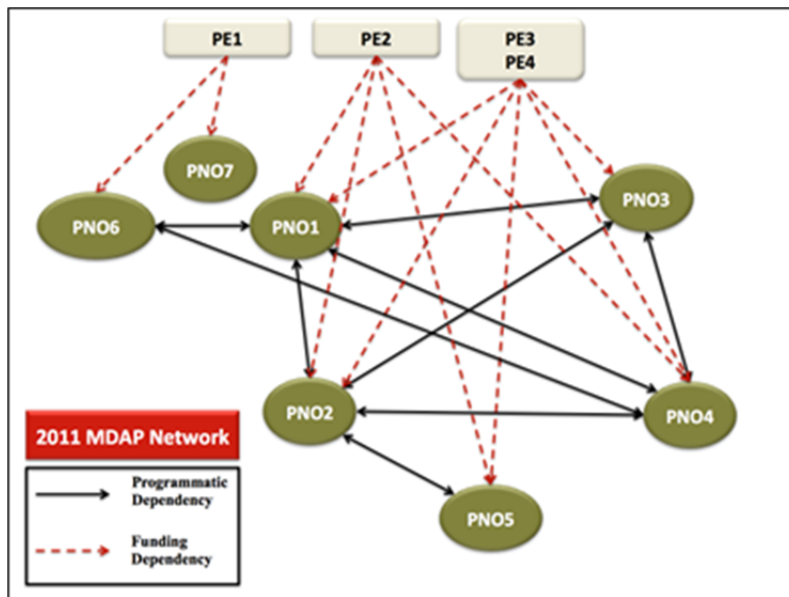 PE1
PE2
PE3
PE4
PNO7
PNO6
PNO1
PNO3
PNO2
PNO4
PNO5
2011 MDAP Network
Programmatic
Dependency
Funding
Dependency